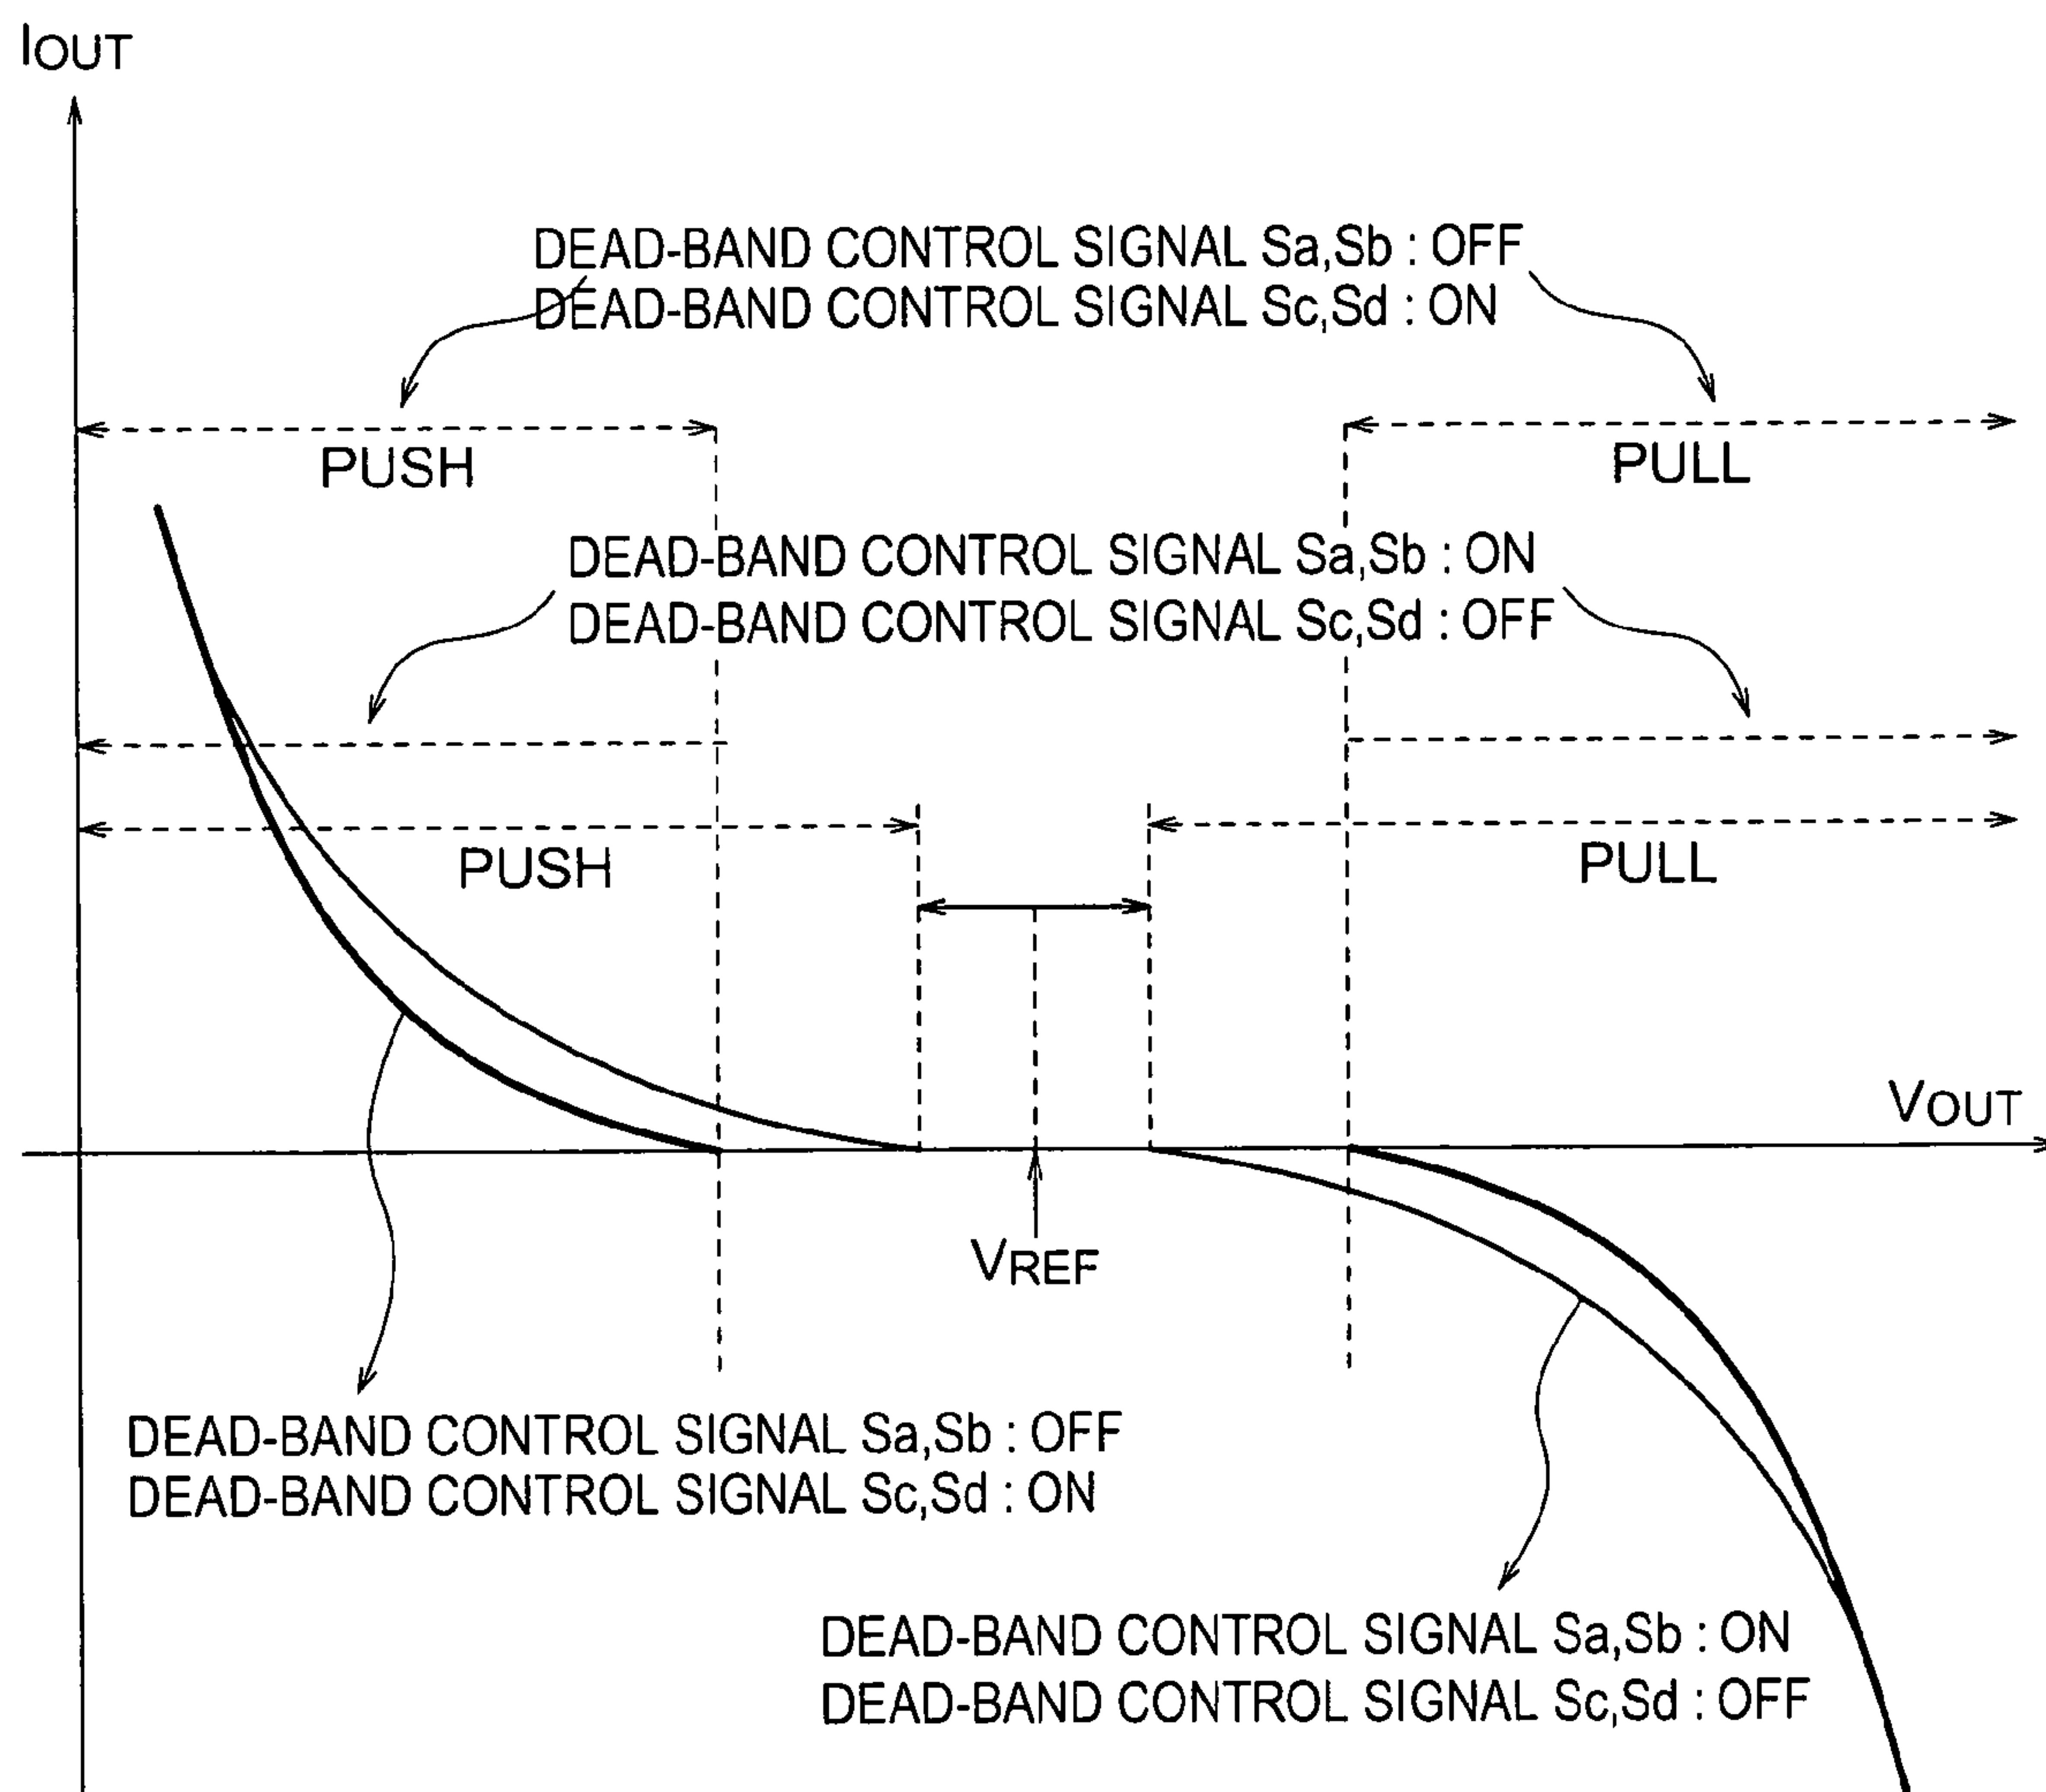 IOUT
DEAD-BAND CONTROL SIGNAL Sa,Sb : OFF
DEAD-BAND CONTROL SIGNAL Sc,Sd : ON
PUSH
PULL
DEAD-BAND CONTROL SIGNAL Sa,Sb : ON
DEAD-BAND CONTROL SIGNAL Sc,Sd : OFF
PUSH
PULL
VOUT
VREF
DEAD-BAND CONTROL SIGNAL Sa,Sb : OFF
DEAD-BAND CONTROL SIGNAL Sc,Sd : ON
DEAD-BAND CONTROL SIGNAL Sa,Sb : ON
DEAD-BAND CONTROL SIGNAL Sc,Sd : OFF